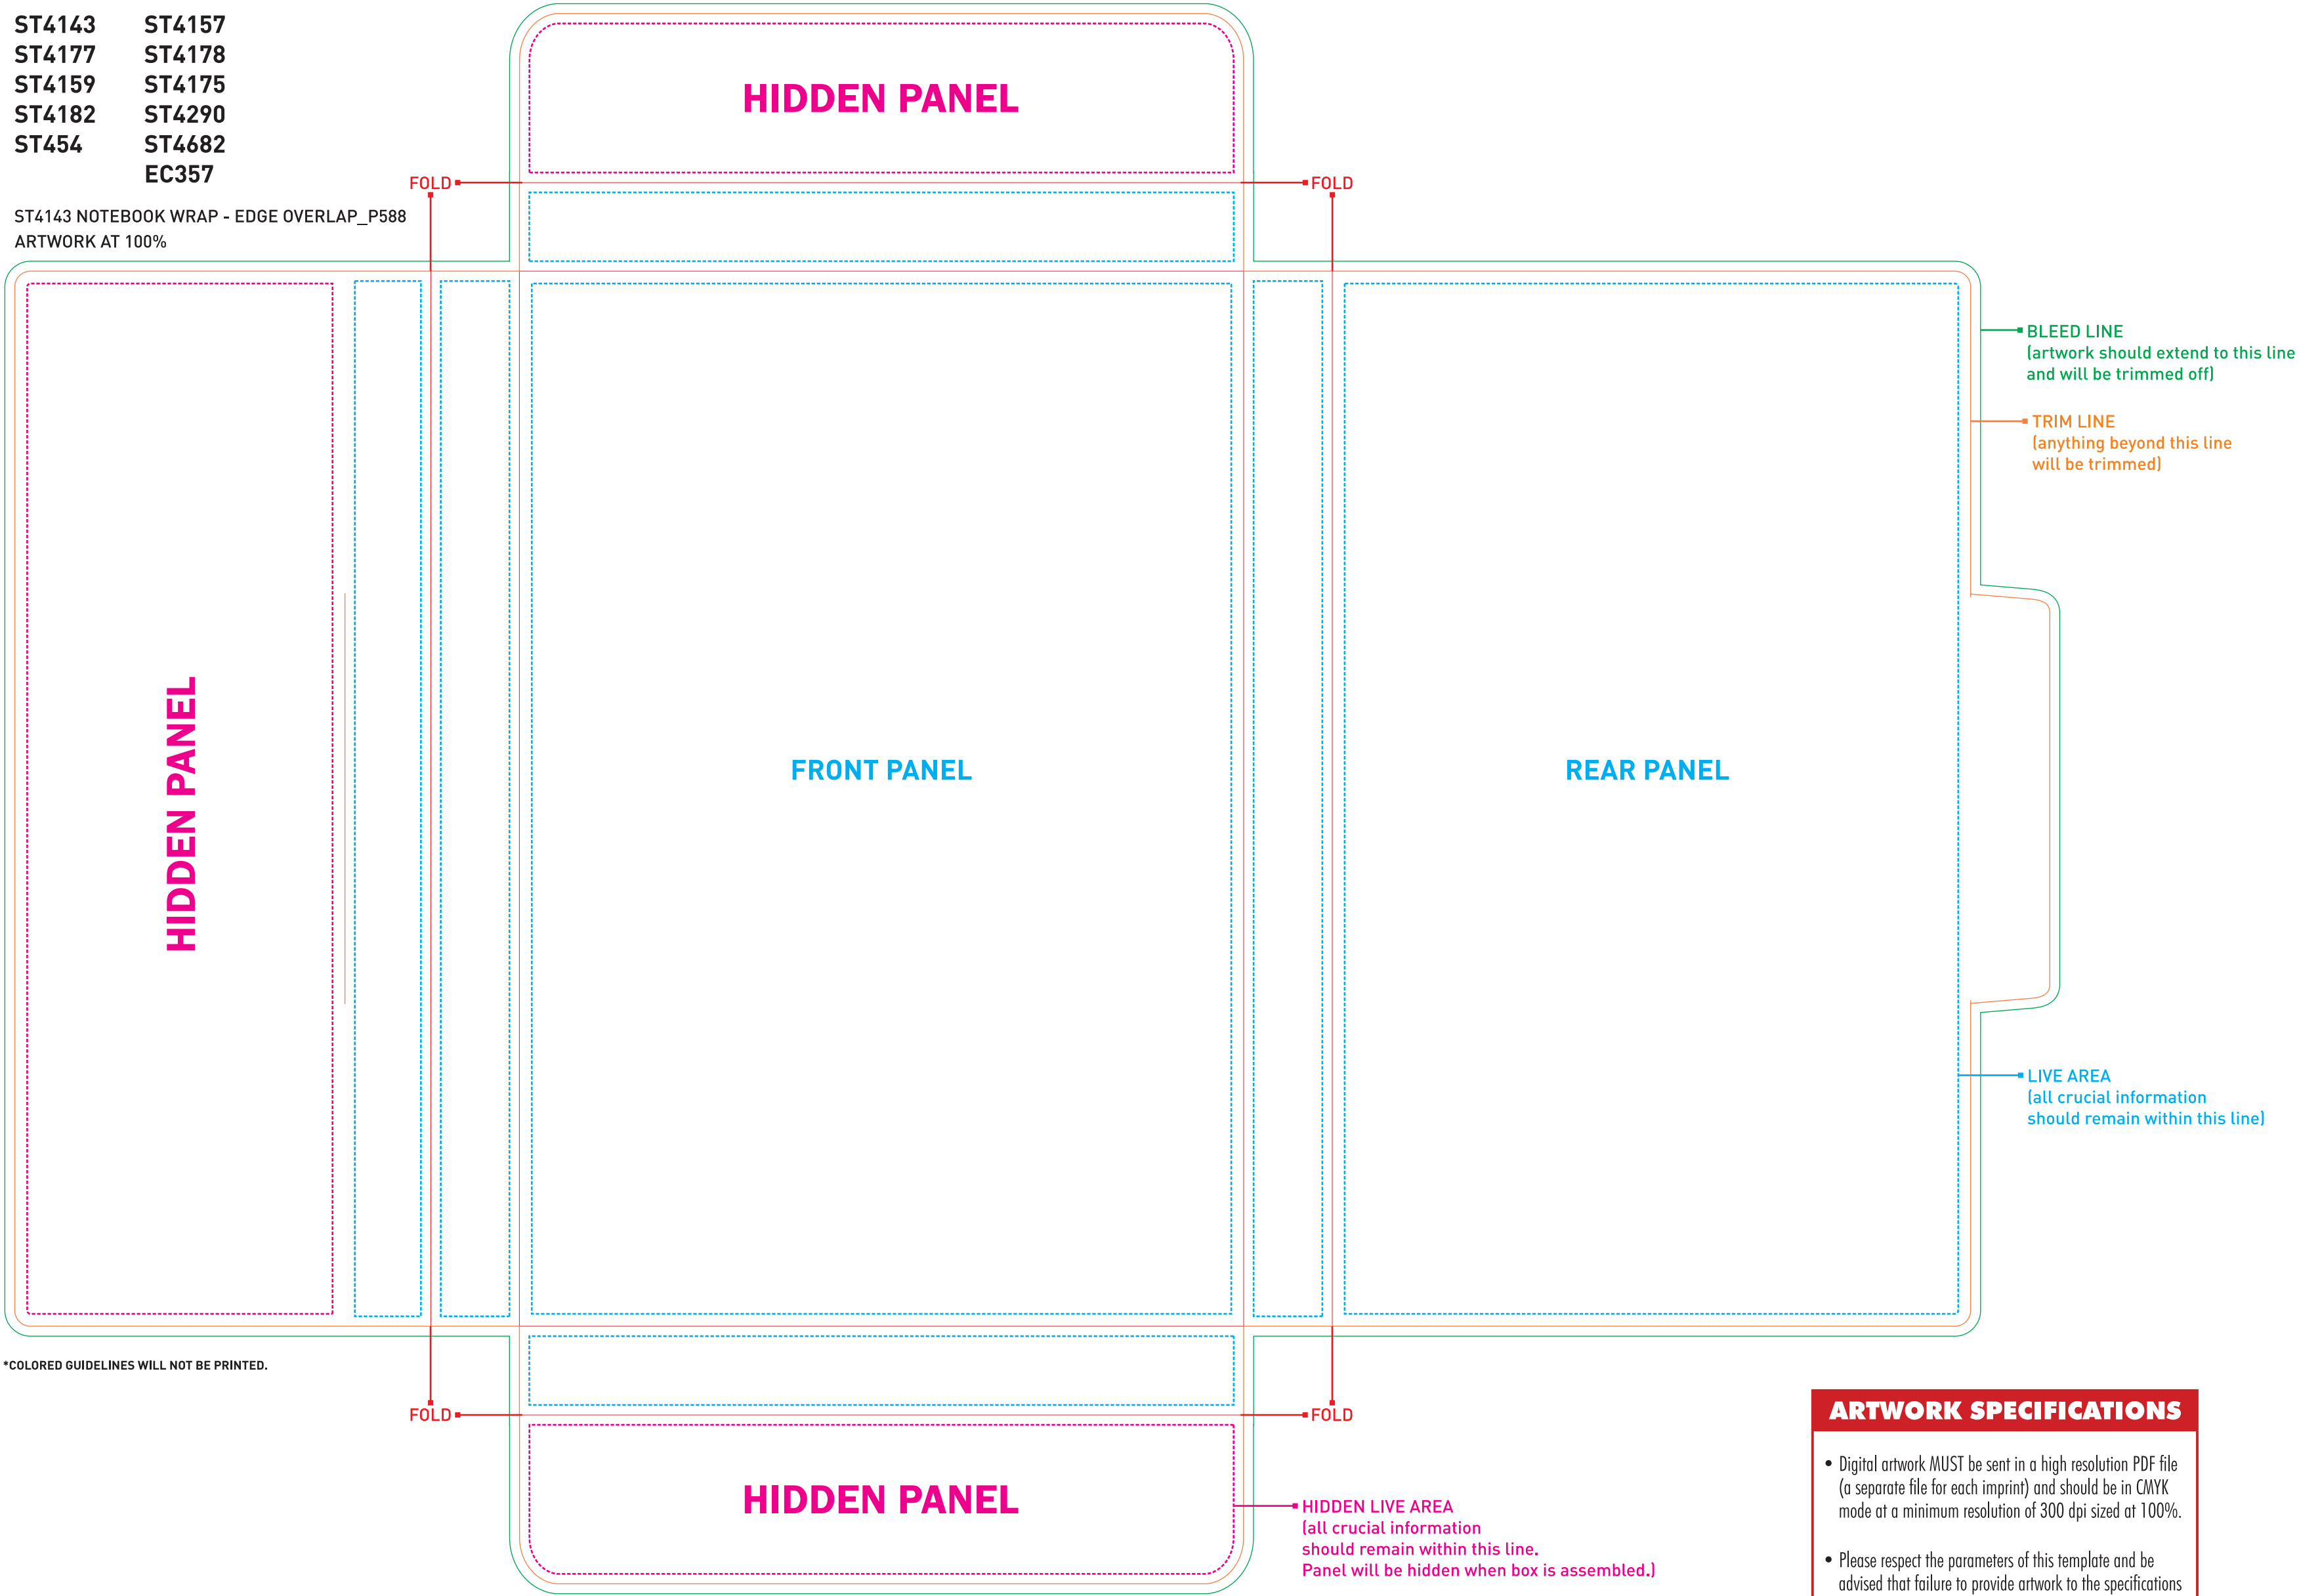 ST4143 ST4157
ST4177 ST4178
ST4159 ST4175
ST4182 ST4290
ST454 ST4682
EC357
ST4143 NOTEBOOK WRAP - EDGE OVERLAP_P588
ARTWORK AT 100%
HIDDEN PANEL
FOLD
FOLD
HIDDEN PANEL
FRONT PANEL
REAR PANEL
BLEED LINE
(artwork should extend to this line
and will be trimmed off)
TRIM LINE
(anything beyond this line
will be trimmed)
LIVE AREA
(all crucial information
should remain within this line)
*COLORED GUIDELINES WILL NOT BE PRINTED.
FOLD
FOLD
HIDDEN PANEL
HIDDEN LIVE AREA
(all crucial information
should remain within this line.
Panel will be hidden when box is assembled.)
ARTWORK SPECIFICATIONS
• Digital artwork MUST be sent in a high resolution PDF file
(a separate file for each imprint) and should be in CMYK
mode at a minimum resolution of 300 dpi sized at 100%.
• Please respect the parameters of this template and be
advised that failure to provide artwork to the specifications